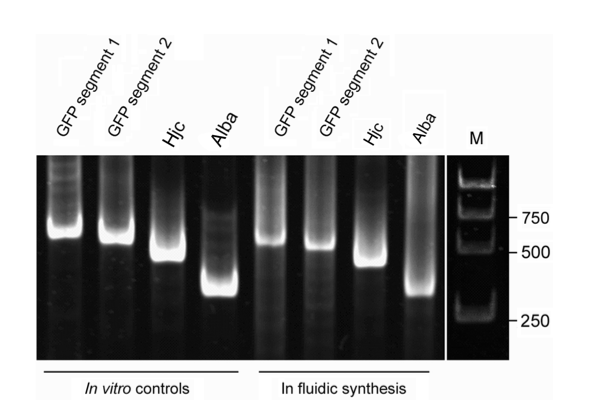 GFP segment 1
GFP segment 2
Hjc
Alba
GFP segment 1
GFP segment 2
Hjc
Alba
M
750
500
250
In vitro controls
In fluidic synthesis